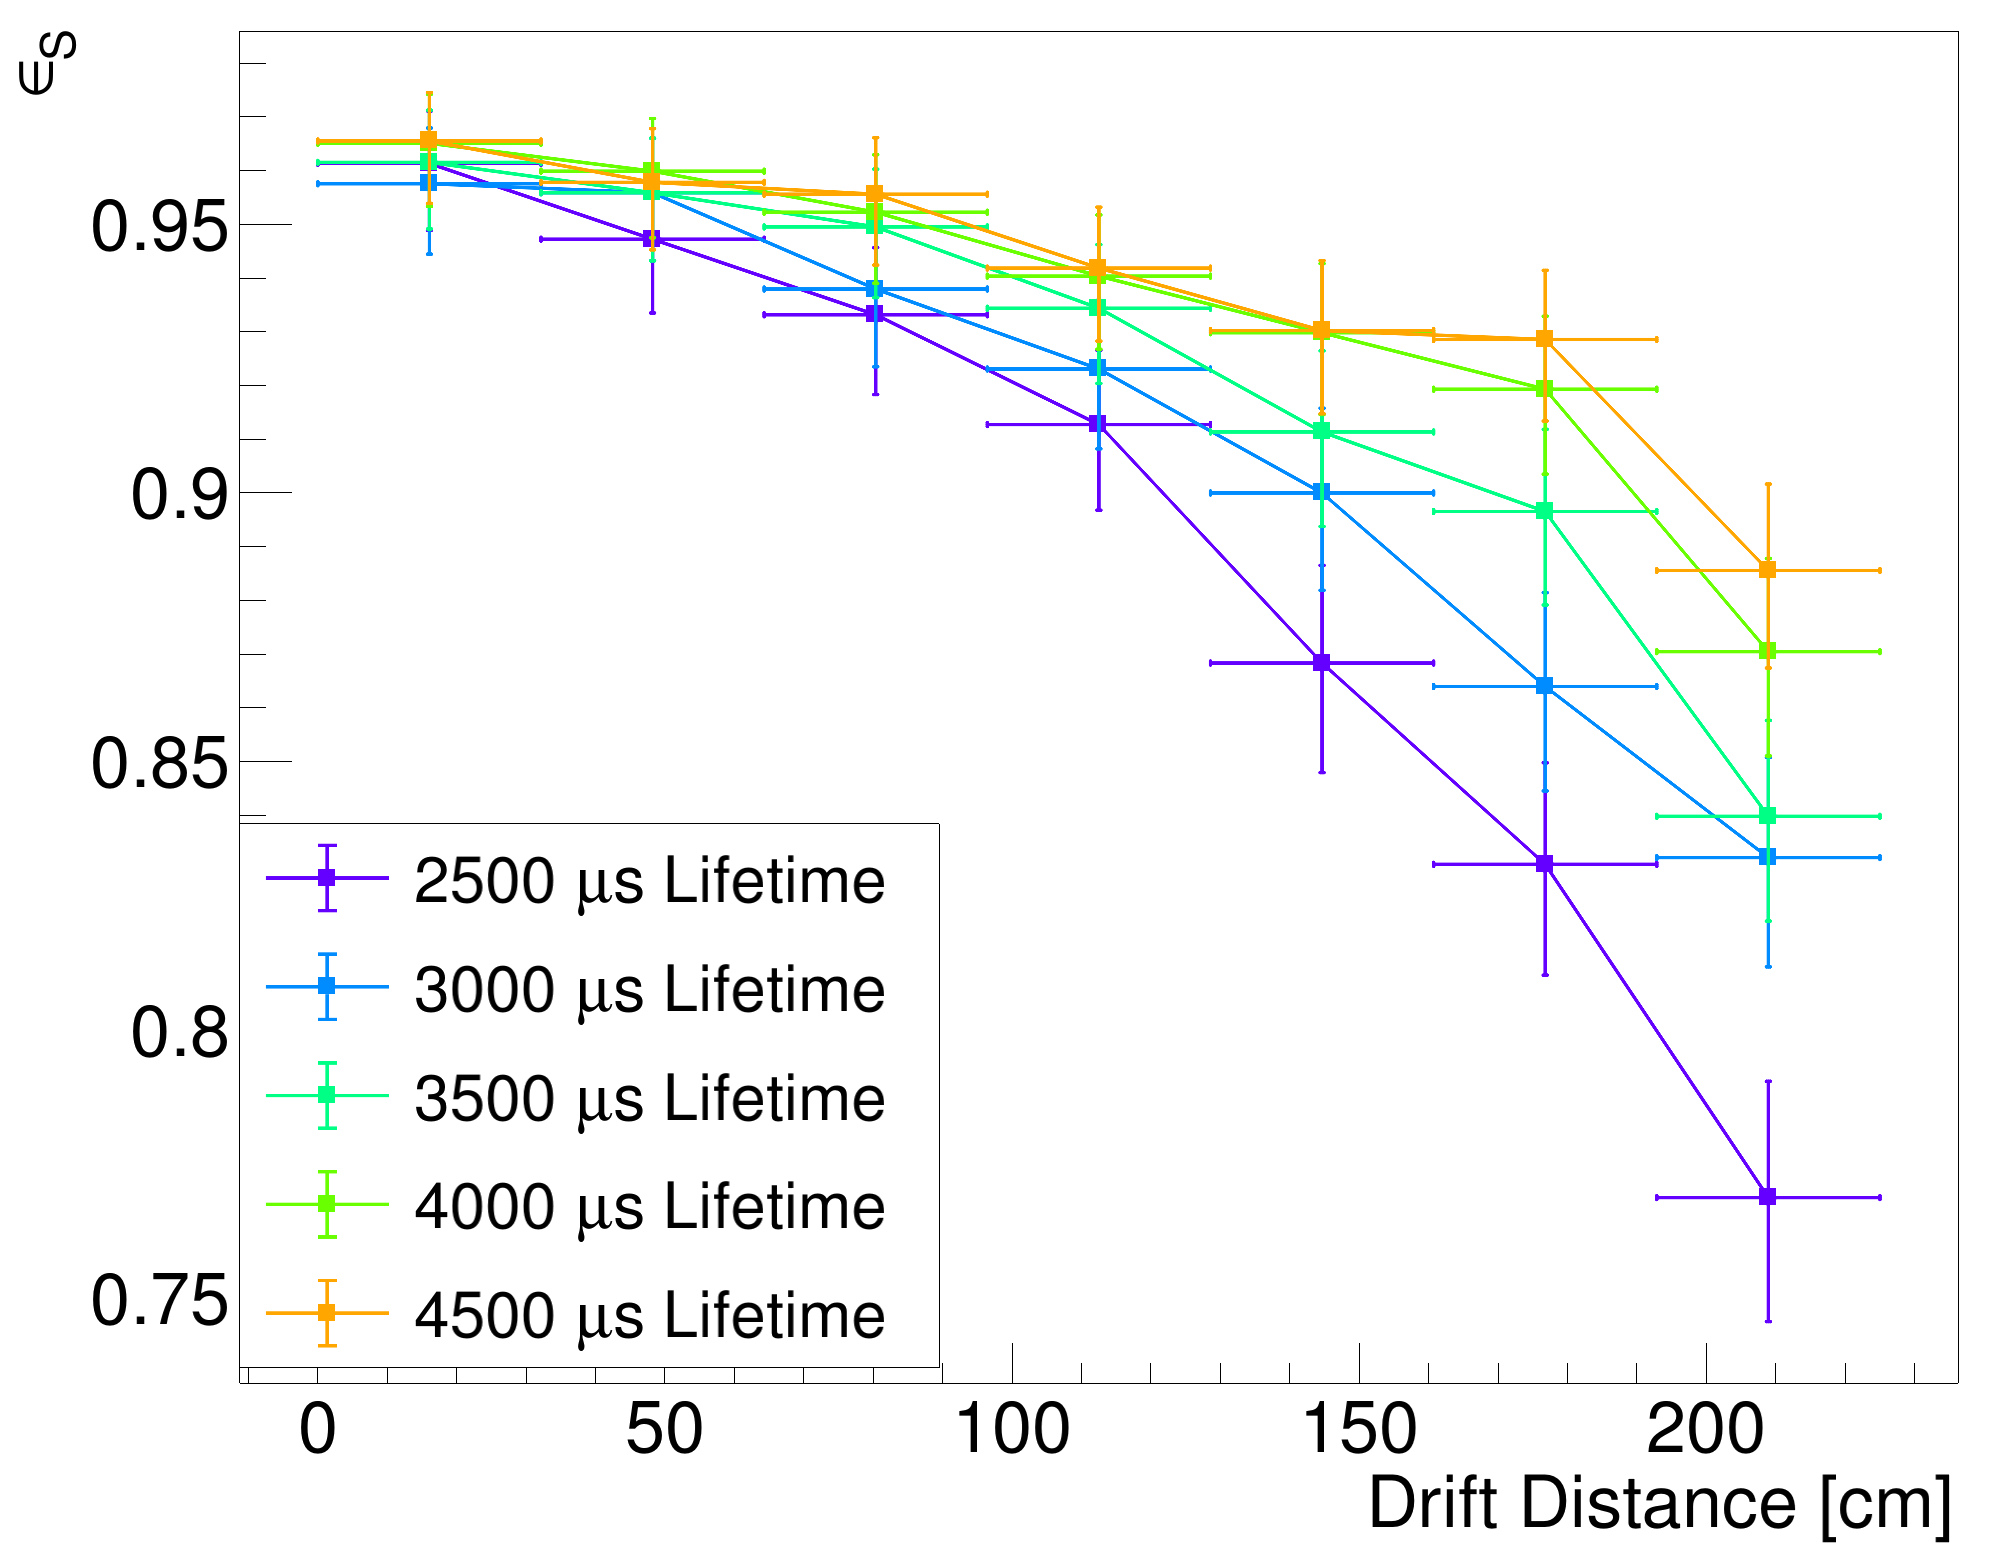 ∈S
0.95
0.9
0.85
0.8
0.75
2500 μs Lifetime
3000 μs Lifetime
3500 μs Lifetime
4000 μs Lifetime
4500 μs Lifetime
0 50 100 150 200
Drift Distance [cm]